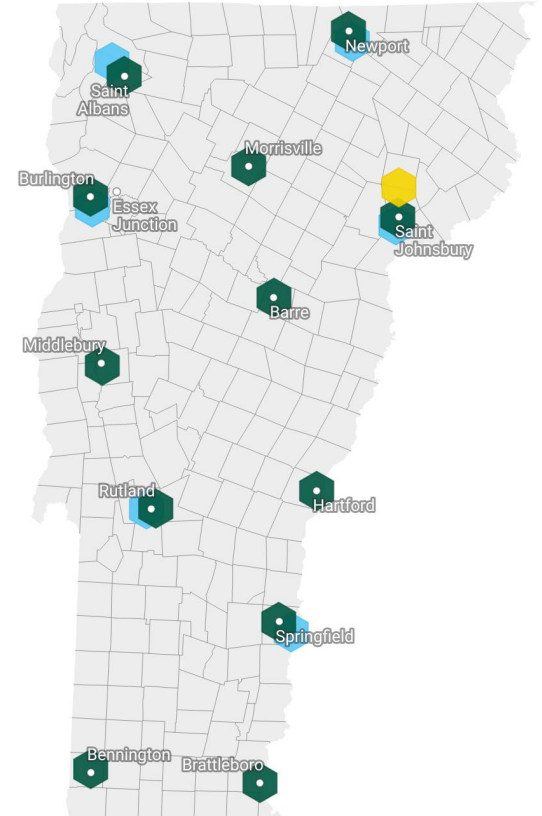 Newport
Saint
Albans
Morrisville
Burlington
Essex
Junction
Saint
Johnsbury
Barre
Middlebury
Rutland
Hartford
Springfield
Bennington
Brattleboro